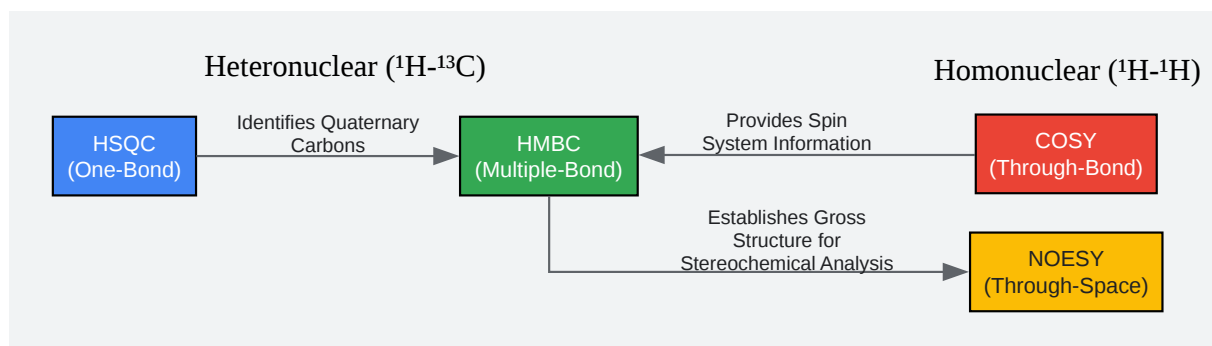 Heteronuclear (¹H-¹³C)
Homonuclear (¹H-¹H)
HSQC
(One-Bond)
Identifies Quaternary
Carbons
HMBC
(Multiple-Bond)
Provides Spin
System Information
COSY
(Through-Bond)
Establishes Gross
Structure for
Stereochemical Analysis
NOESY
(Through-Space)